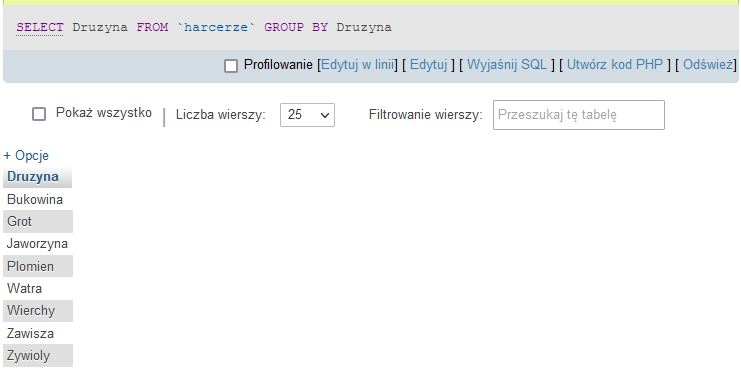 SELECT Druzyna FROM `harcerze` GROUP BY Druzyna
Profilowanie [Edytuj w linii] [ Edytuj ] [ Wyjaśnij SQL ] [ Utwórz kod PHP ] [ Odśwież]
Pokaż wszystko | Liczba wierszy: 25 Filtrowanie wierszy: Przeszukaj tę tabelę
+ Opcje
Druzyna
Bukowina
Grot
Jaworzyna
Plomien
Watra
Wierchy
Zawisza
Zywioly